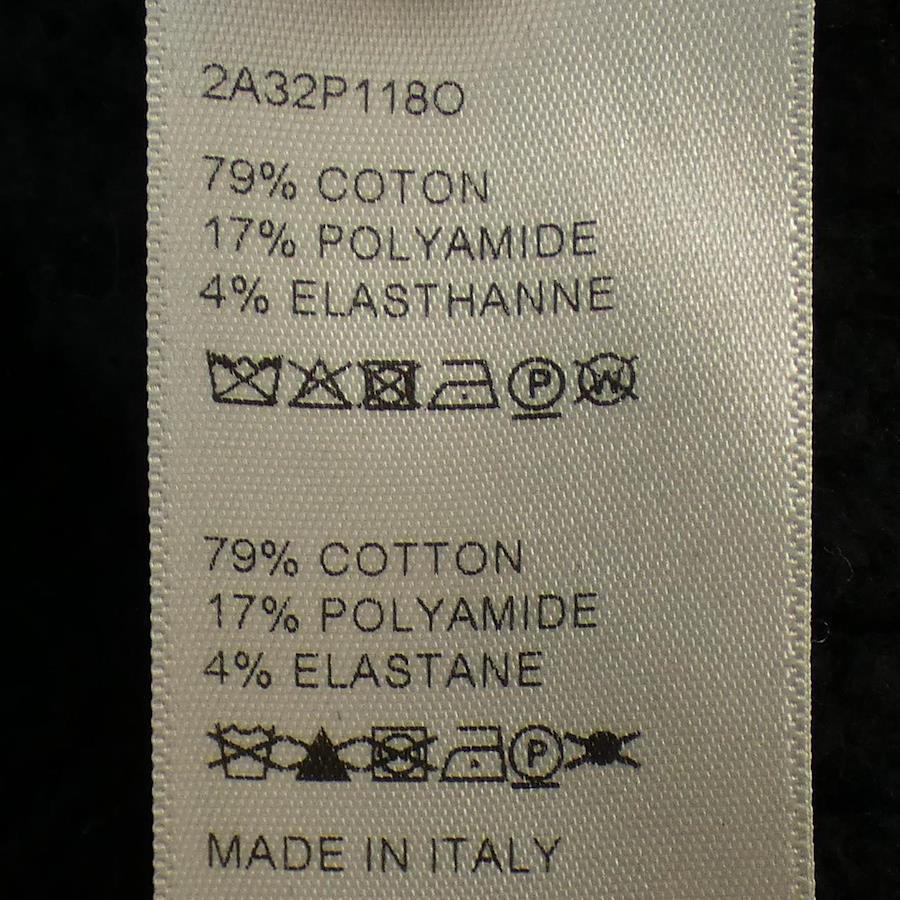 2A32P118O
79% COTON
17% POLYAMIDE
4% ELASTHANNE
P W
79% COTTON
17% POLYAMIDE
4% ELASTANE
P
MADE IN ITALY